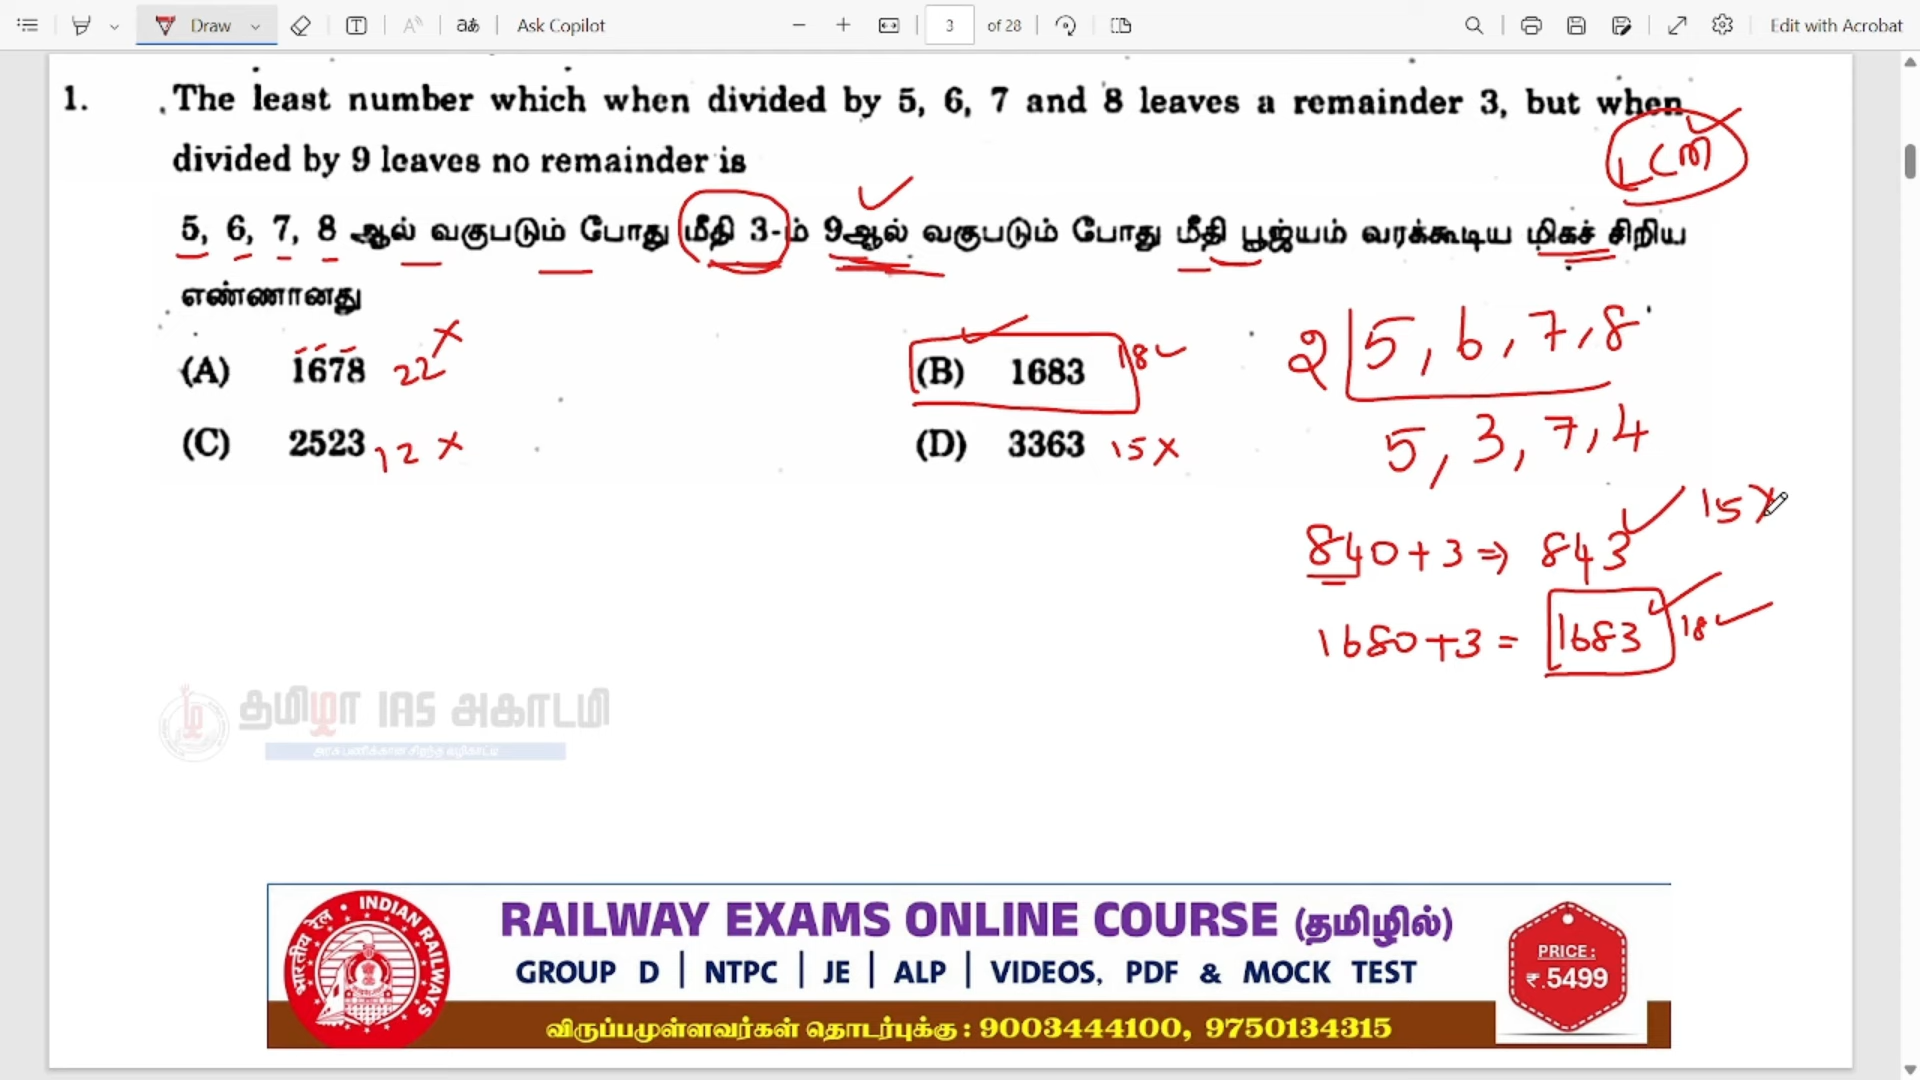 Draw
Ask Copilot
3 of 28
Edit with Acrobat
1. The least number which when divided by 5, 6, 7 and 8 leaves a remainder 3, but when
divided by 9 leaves no remainder is
LCM
5, 6, 7, 8 ஆல் வகுபடும் போது மீதி 3-ம் 9ஆல் வகுபடும் போது மீதி பூஜ்யம் வரக்கூடிய மிகச் சிறிய
எண்ணானது
(A) 1678 22 x
(B) 1683 18 ✓
2 | 5, 6, 7, 8
(C) 2523 12 x
(D) 3363 15 x
5, 3, 7, 4
840 + 3 ⇒ 843 ✓ 15 x
1680 + 3 = 1683 ✓ 18 ✓
தமிழா IAS அகாடமி
அரசு பணிக்கான சிறந்த வழிகாட்டி
भारतीय रेल • INDIAN RAILWAYS
RAILWAY EXAMS ONLINE COURSE (தமிழில்)
GROUP D | NTPC | JE | ALP | VIDEOS, PDF & MOCK TEST
PRICE :
₹.5499
விருப்பமுள்ளவர்கள் தொடர்புக்கு : 9003444100, 9750134315